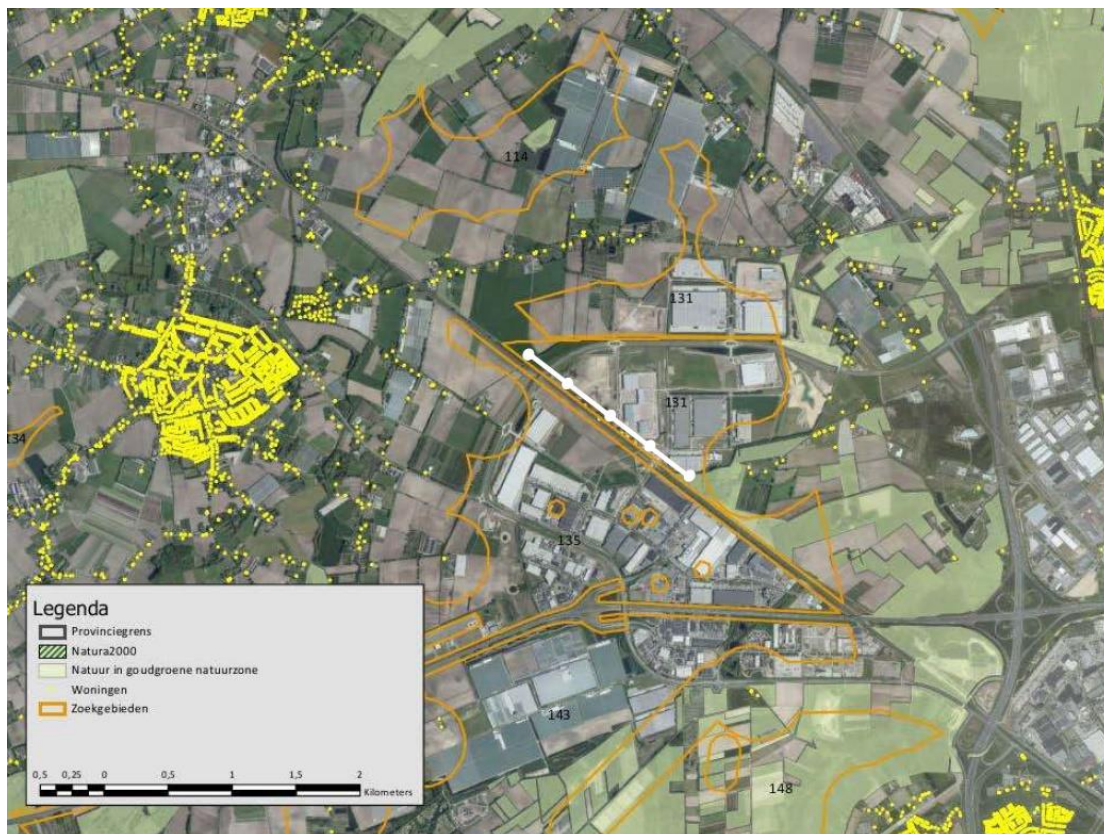 114
131
131
134
135
143
148
Legenda
Provinciegrens
Natura2000
Natuur in goudgroene natuurzone
Woningen
Zoekgebieden
0,5 0,25 0 0,5 1 1,5 2
Kilometers